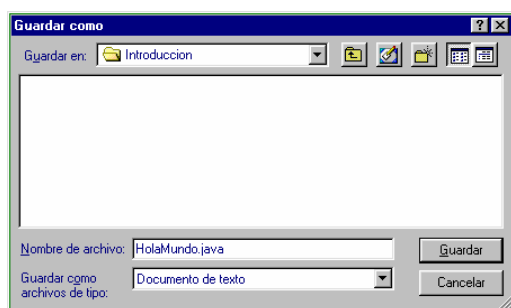 Guardar como
Guardar en: Introduccion
Nombre de archivo: HolaMundo.java
Guardar
Guardar como
archivos de tipo:
Documento de texto
Cancelar